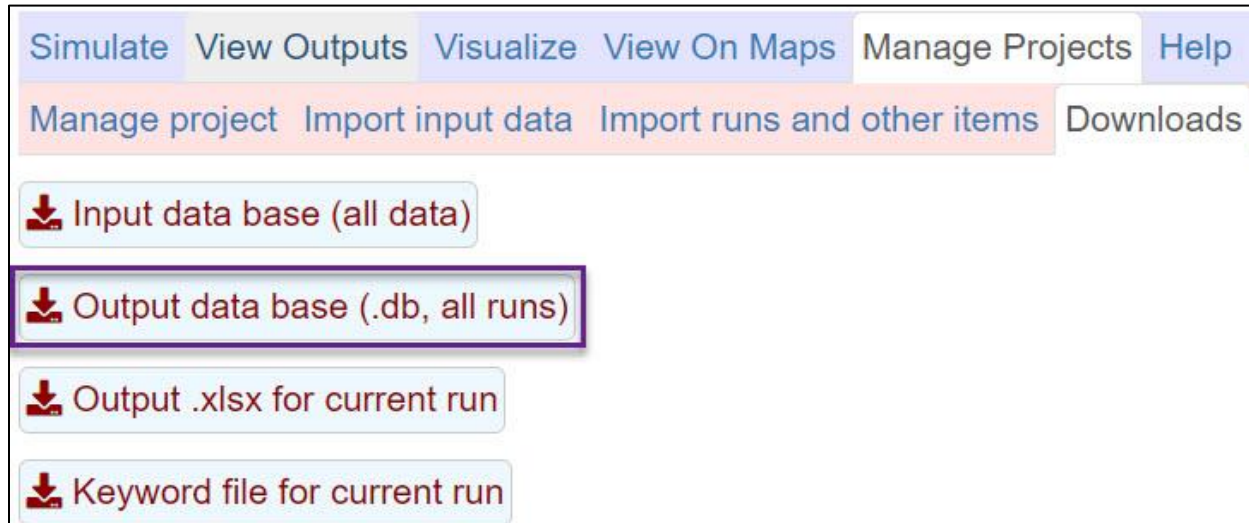 Simulate View Outputs Visualize View On Maps Manage Projects Help
Manage project Import input data Import runs and other items Downloads
Input data base (all data)
Output data base (.db, all runs)
Output .xlsx for current run
Keyword file for current run